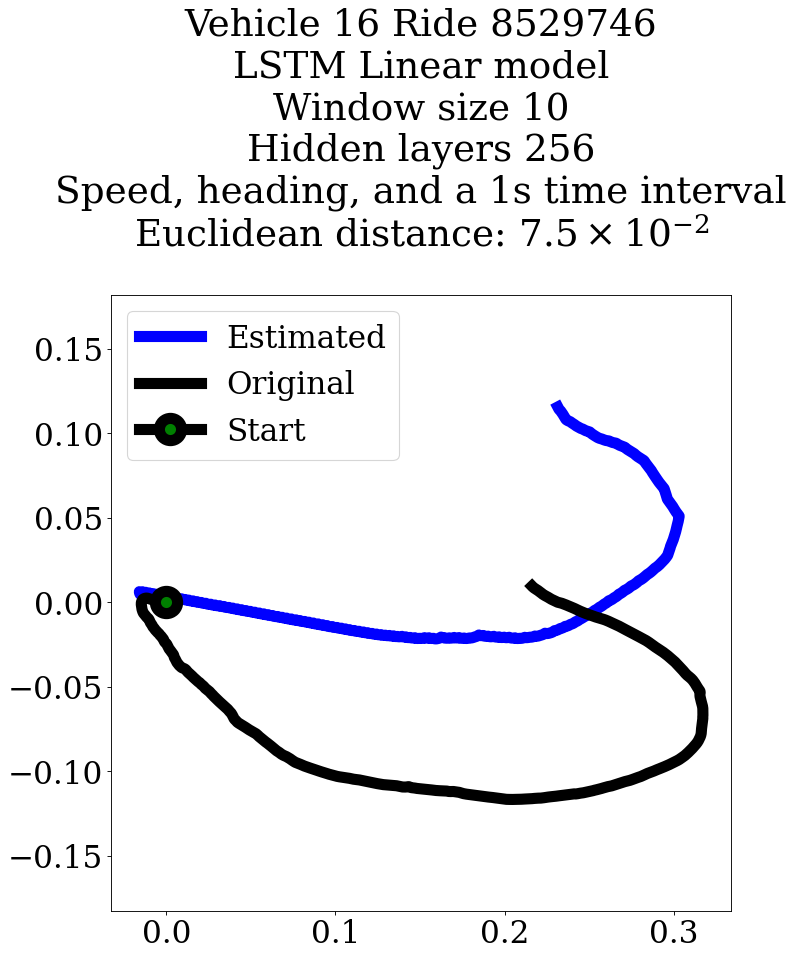 Vehicle 16 Ride 8529746
LSTM Linear model
Window size 10
Hidden layers 256
Speed, heading, and a 1s time interval
Euclidean distance: 7.5 × 10⁻²
Estimated
Original
Start
0.15
0.10
0.05
0.00
−0.05
−0.10
−0.15
0.0 0.1 0.2 0.3